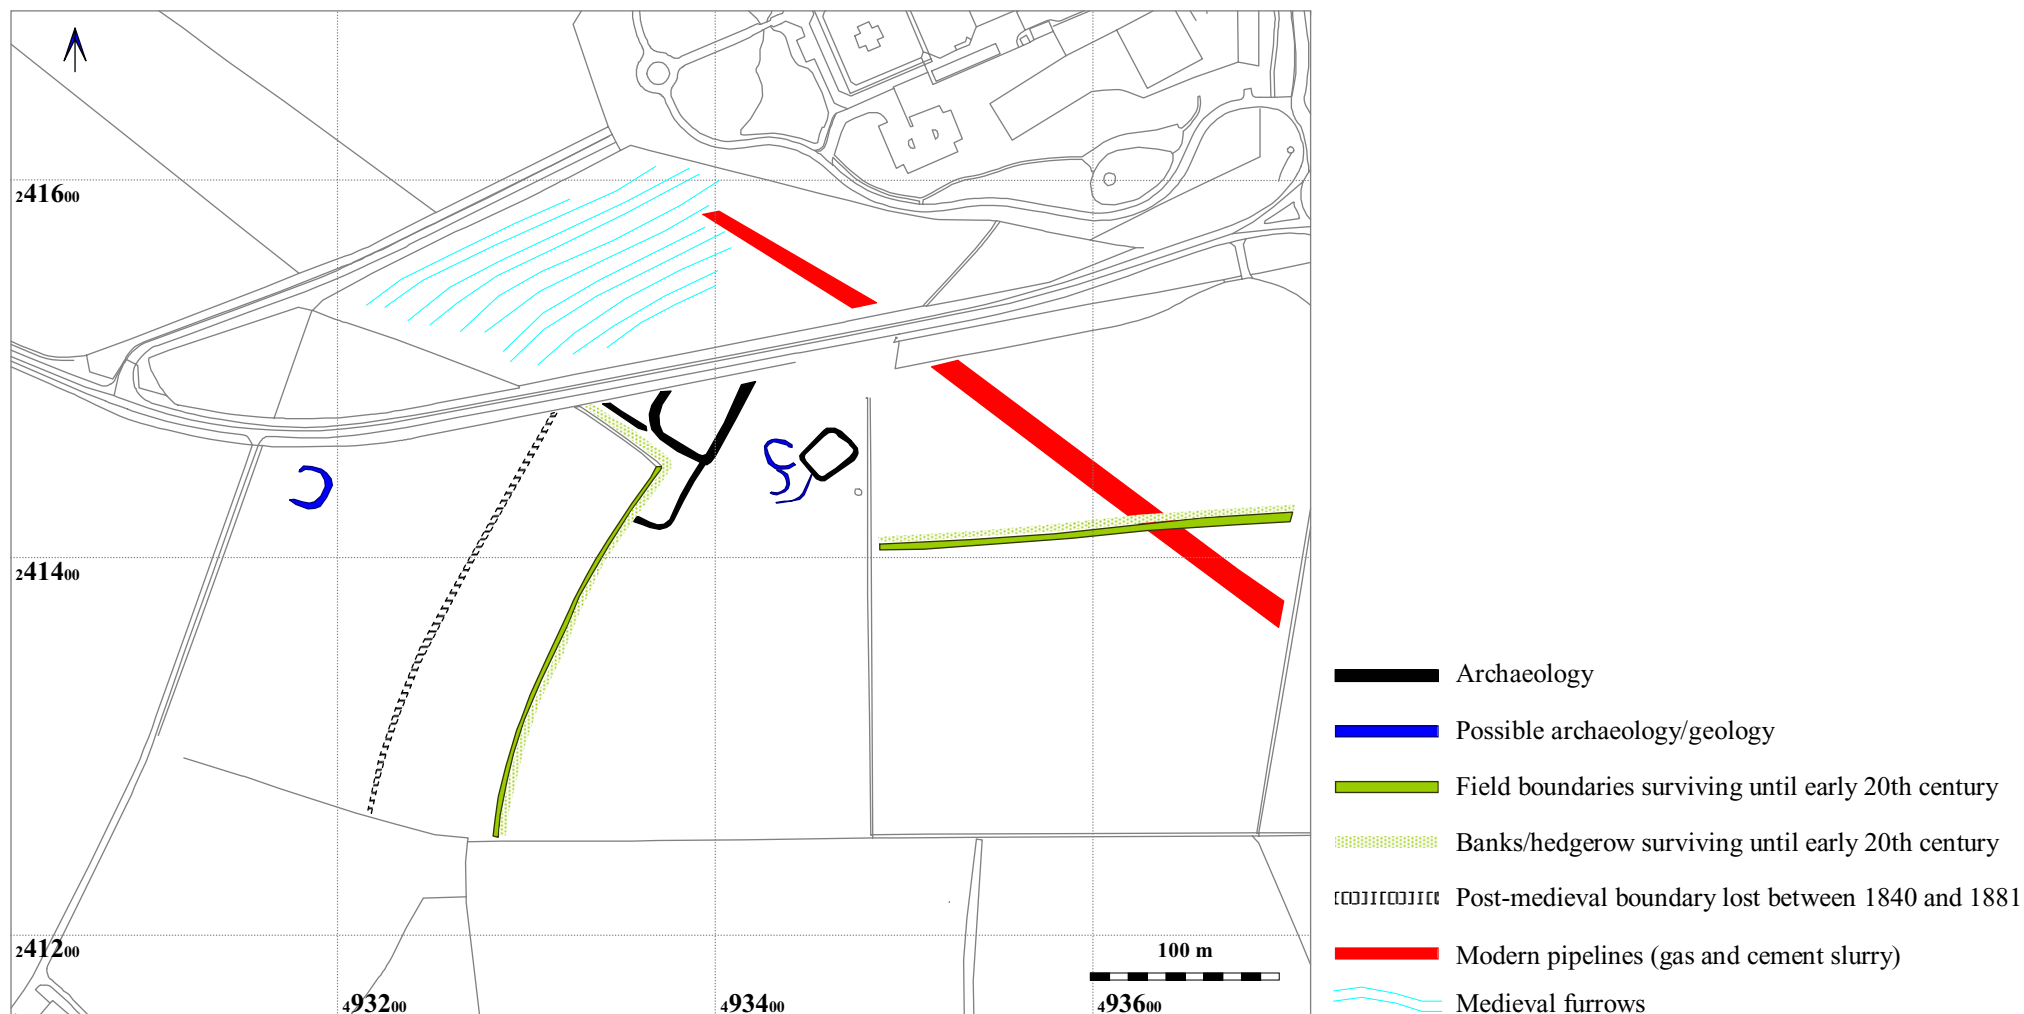 241600
241400
241200
493200
493400
493600
100 m
Archaeology
Possible archaeology/geology
Field boundaries surviving until early 20th century
Banks/hedgerow surviving until early 20th century
Post-medieval boundary lost between 1840 and 1881
Modern pipelines (gas and cement slurry)
Medieval furrows